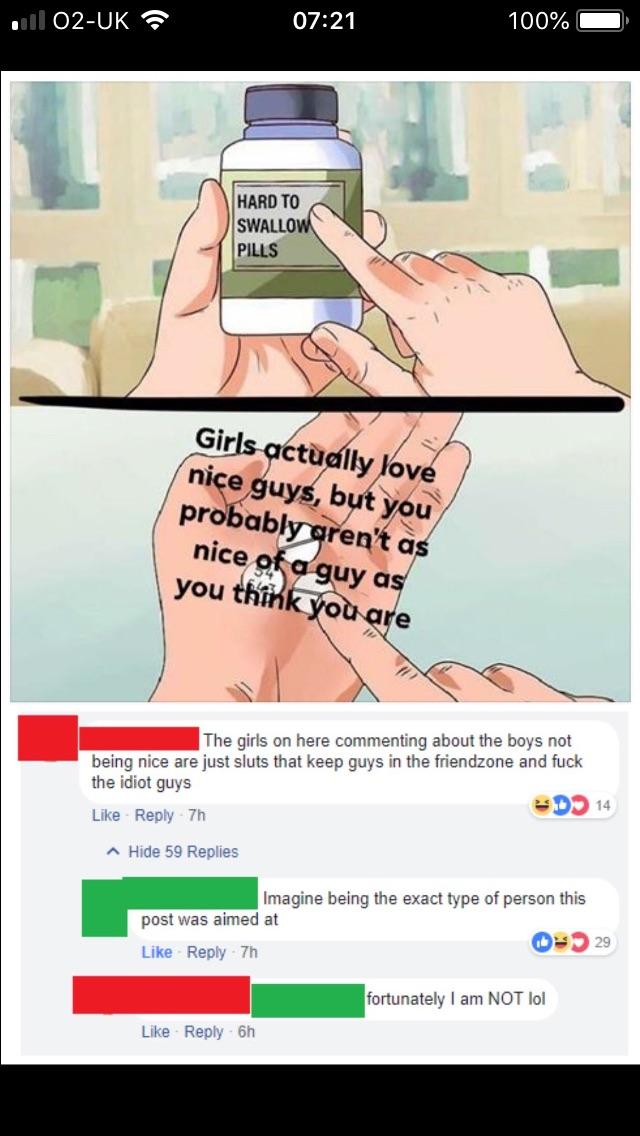 O2-UK 07:21 100%
HARD TO
SWALLOW
PILLS
Girls actually love
nice guys, but you
probably aren't as
nice of a guy as
you think you are
The girls on here commenting about the boys not
being nice are just sluts that keep guys in the friendzone and fuck
the idiot guys
14
Like · Reply · 7h
Hide 59 Replies
Imagine being the exact type of person this
post was aimed at
29
Like · Reply · 7h
fortunately I am NOT lol
Like · Reply · 6h